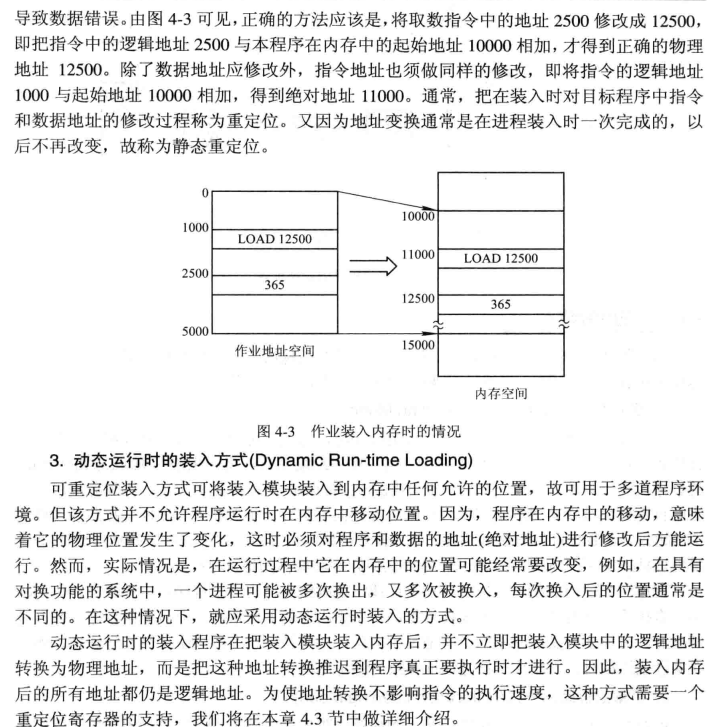 导致数据错误。由图 4-3 可见，正确的方法应该是，将取数指令中的地址 2500 修改成 12500，
即把指令中的逻辑地址 2500 与本程序在内存中的起始地址 10000 相加，才得到正确的物理
地址 12500。除了数据地址应修改外，指令地址也须做同样的修改，即将指令的逻辑地址
1000 与起始地址 10000 相加，得到绝对地址 11000。通常，把在装入时对目标程序中指令
和数据地址的修改过程称为重定位。又因为地址变换通常是在进程装入时一次完成的，以
后不再改变，故称为静态重定位。
0
1000
LOAD 12500
2500
365
5000
作业地址空间
10000
11000
LOAD 12500
12500
365
15000
内存空间
图 4-3 作业装入内存时的情况
3. 动态运行时的装入方式(Dynamic Run-time Loading)
可重定位装入方式可将装入模块装入到内存中任何允许的位置，故可用于多道程序环
境。但该方式并不允许程序运行时在内存中移动位置。因为，程序在内存中的移动，意味
着它的物理位置发生了变化，这时必须对程序和数据的地址(绝对地址)进行修改后方能运
行。然而，实际情况是，在运行过程中它在内存中的位置可能经常要改变，例如，在具有
对换功能的系统中，一个进程可能被多次换出，又多次被换入，每次换入后的位置通常是
不同的。在这种情况下，就应采用动态运行时装入的方式。
动态运行时的装入程序在把装入模块装入内存后，并不立即把装入模块中的逻辑地址
转换为物理地址，而是把这种地址转换推迟到程序真正要执行时才进行。因此，装入内存
后的所有地址都仍是逻辑地址。为使地址转换不影响指令的执行速度，这种方式需要一个
重定位寄存器的支持，我们将在本章 4.3 节中做详细介绍。